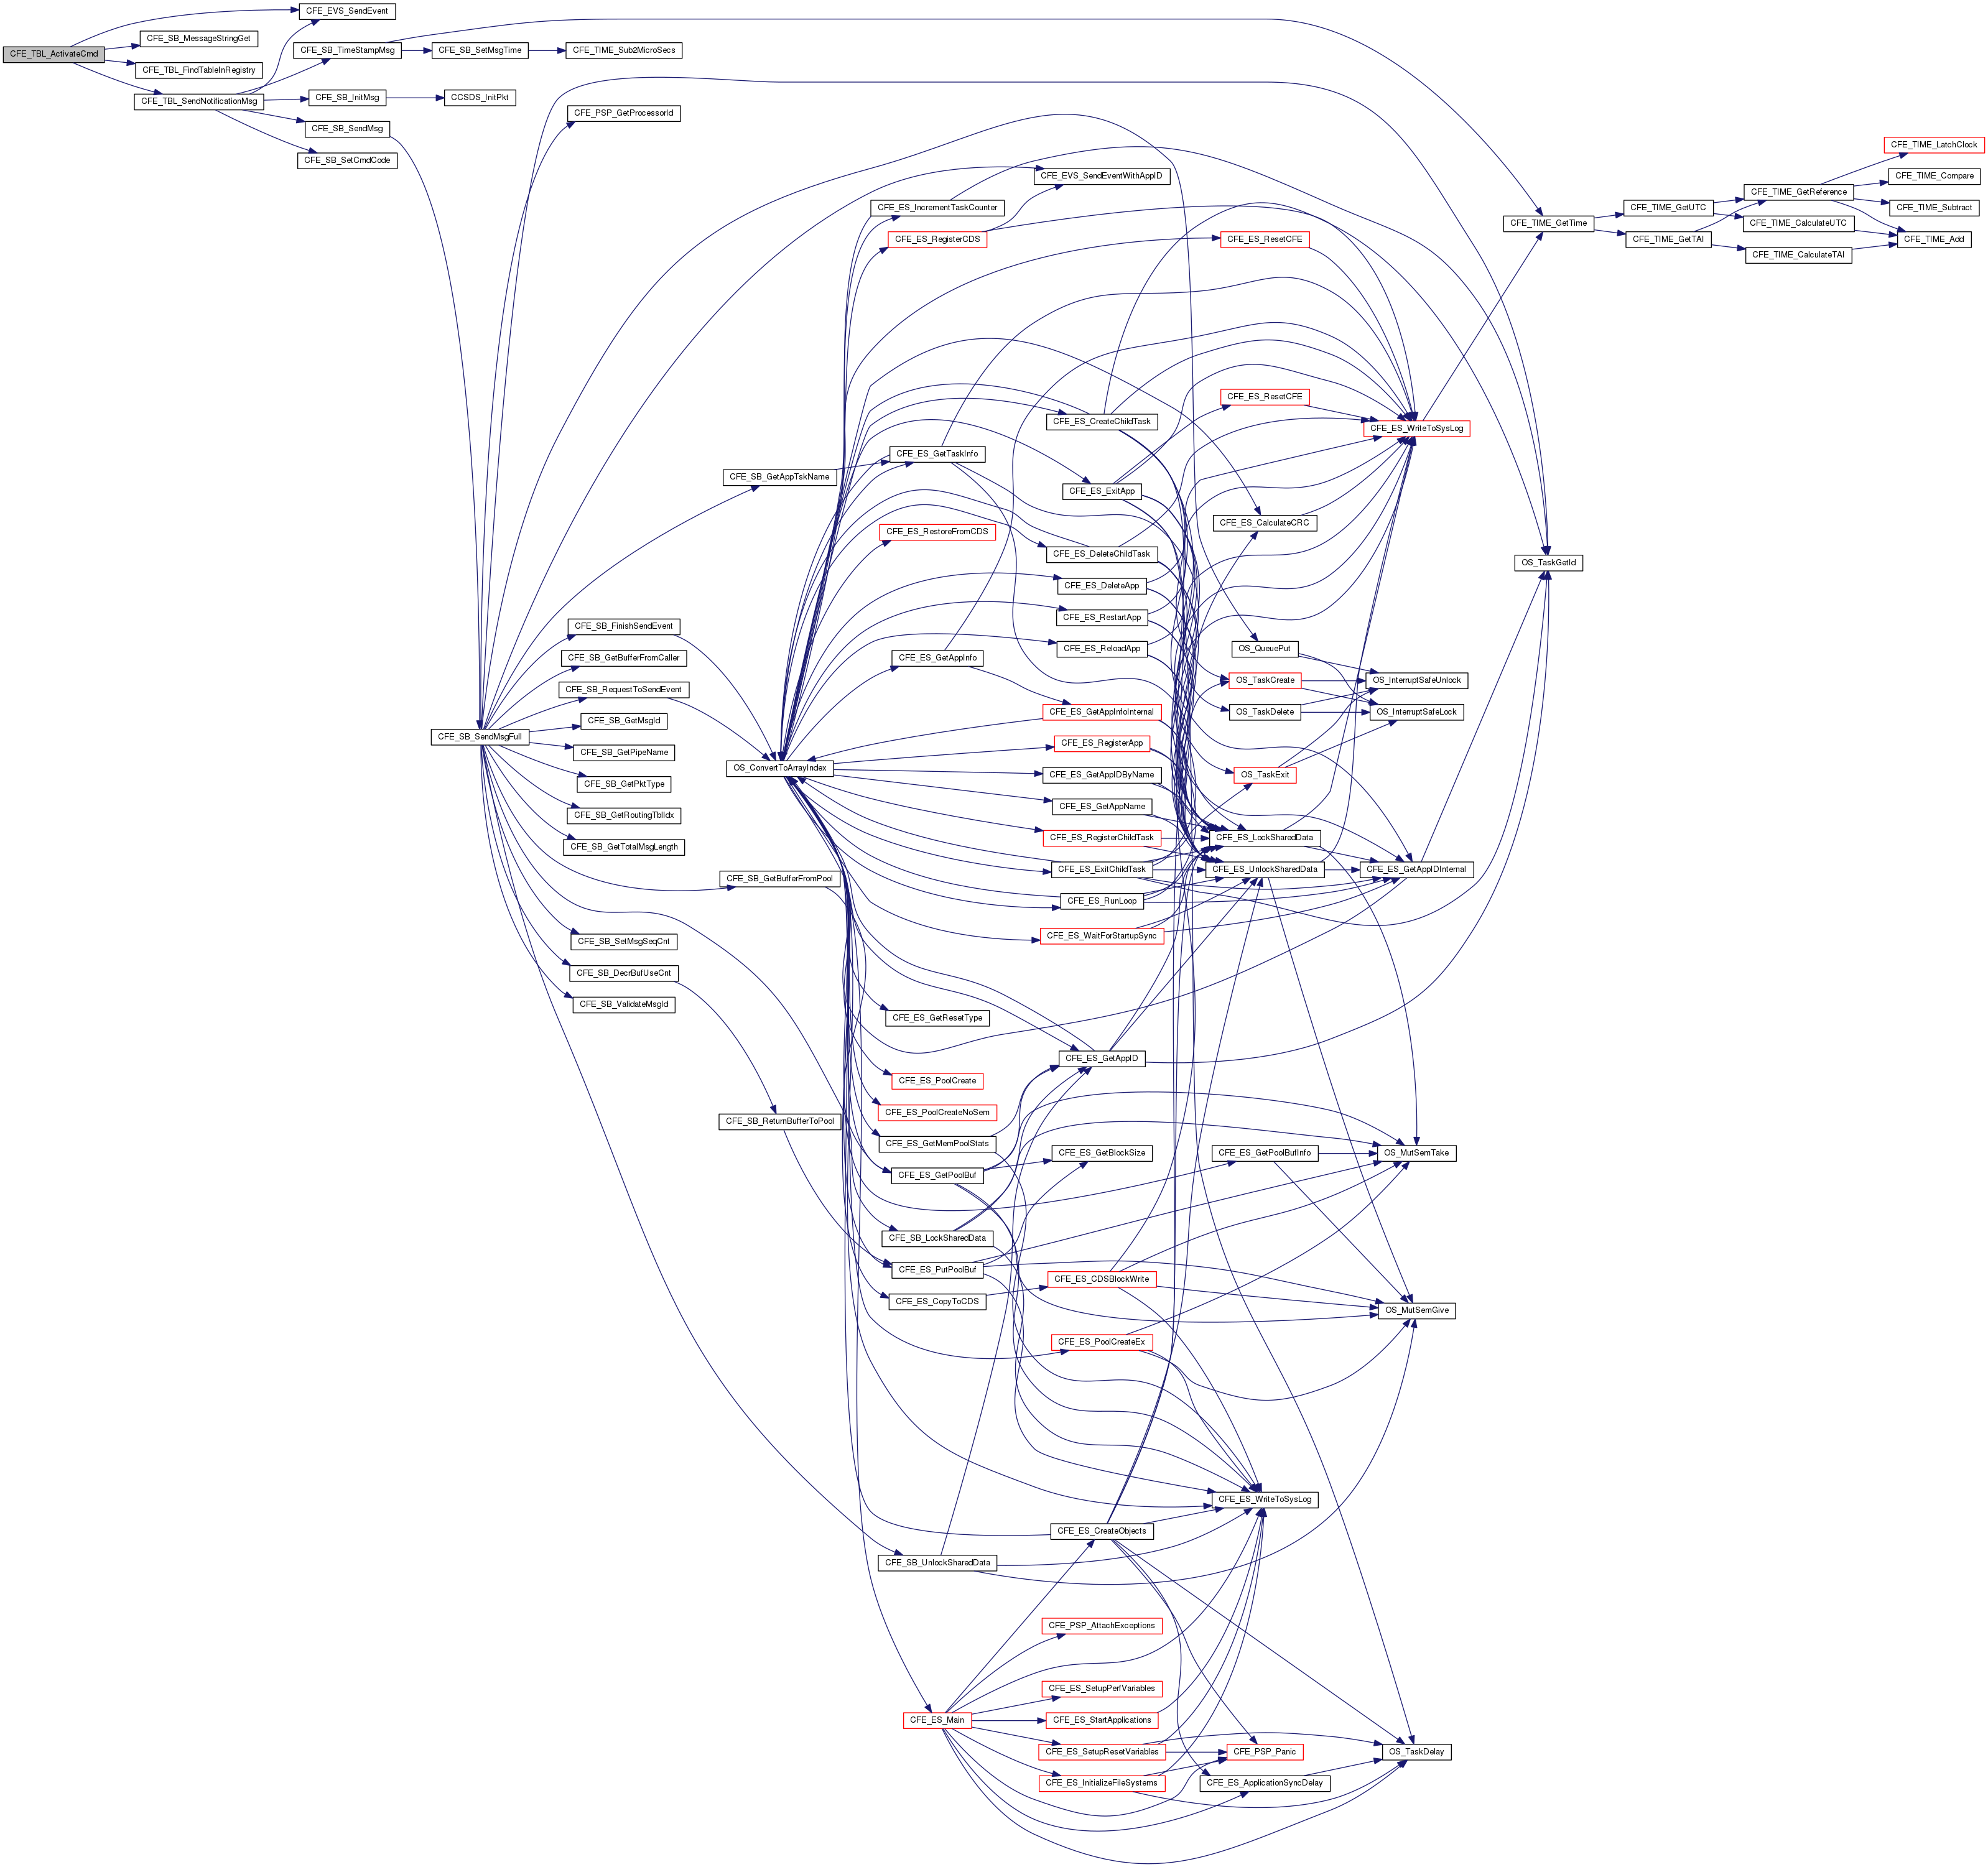 CFE_TBL_ActivateCmd
CFE_EVS_SendEvent
CFE_SB_MessageStringGet
CFE_TBL_FindTableInRegistry
CFE_TBL_SendNotificationMsg
CFE_SB_TimeStampMsg
CFE_SB_InitMsg
CFE_SB_SendMsg
CFE_SB_SetCmdCode
CFE_SB_SetMsgTime
CCSDS_InitPkt
CFE_TIME_Sub2MicroSecs
CFE_PSP_GetProcessorId
CFE_SB_SendMsgFull
CFE_SB_FinishSendEvent
CFE_SB_GetBufferFromCaller
CFE_SB_RequestToSendEvent
CFE_SB_GetMsgId
CFE_SB_GetPipeName
CFE_SB_GetPktType
CFE_SB_GetRoutingTblIdx
CFE_SB_GetTotalMsgLength
CFE_SB_SetMsgSeqCnt
CFE_SB_DecrBufUseCnt
CFE_SB_ValidateMsgId
CFE_SB_GetAppTskName
OS_ConvertToArrayIndex
CFE_SB_GetBufferFromPool
CFE_SB_ReturnBufferToPool
CFE_ES_IncrementTaskCounter
CFE_ES_RegisterCDS
CFE_ES_GetTaskInfo
CFE_ES_RestoreFromCDS
CFE_ES_GetAppInfo
CFE_ES_GetResetType
CFE_ES_PoolCreate
CFE_ES_PoolCreateNoSem
CFE_ES_GetMemPoolStats
CFE_ES_GetPoolBuf
CFE_SB_LockSharedData
CFE_ES_PutPoolBuf
CFE_ES_CopyToCDS
CFE_SB_UnlockSharedData
CFE_ES_Main
CFE_EVS_SendEventWithAppID
CFE_ES_CreateChildTask
CFE_ES_ExitApp
CFE_ES_DeleteChildTask
CFE_ES_DeleteApp
CFE_ES_RestartApp
CFE_ES_ReloadApp
CFE_ES_GetAppInfoInternal
CFE_ES_RegisterApp
CFE_ES_GetAppIDByName
CFE_ES_GetAppName
CFE_ES_RegisterChildTask
CFE_ES_ExitChildTask
CFE_ES_RunLoop
CFE_ES_WaitForStartupSync
CFE_ES_GetAppID
CFE_ES_GetBlockSize
CFE_ES_CDSBlockWrite
CFE_ES_PoolCreateEx
CFE_ES_CreateObjects
CFE_PSP_AttachExceptions
CFE_ES_SetupPerfVariables
CFE_ES_StartApplications
CFE_ES_SetupResetVariables
CFE_ES_InitializeFileSystems
CFE_ES_ResetCFE
CFE_ES_ResetCFE
CFE_ES_CalculateCRC
OS_QueuePut
OS_TaskCreate
OS_TaskDelete
OS_TaskExit
CFE_ES_LockSharedData
CFE_ES_UnlockSharedData
CFE_ES_GetPoolBufInfo
CFE_ES_WriteToSysLog
CFE_PSP_Panic
CFE_ES_ApplicationSyncDelay
CFE_ES_WriteToSysLog
OS_InterruptSafeUnlock
OS_InterruptSafeLock
CFE_ES_GetAppIDInternal
OS_MutSemTake
OS_MutSemGive
OS_TaskDelay
CFE_TIME_GetTime
OS_TaskGetId
CFE_TIME_GetUTC
CFE_TIME_GetTAI
CFE_TIME_GetReference
CFE_TIME_CalculateUTC
CFE_TIME_CalculateTAI
CFE_TIME_LatchClock
CFE_TIME_Compare
CFE_TIME_Subtract
CFE_TIME_Add